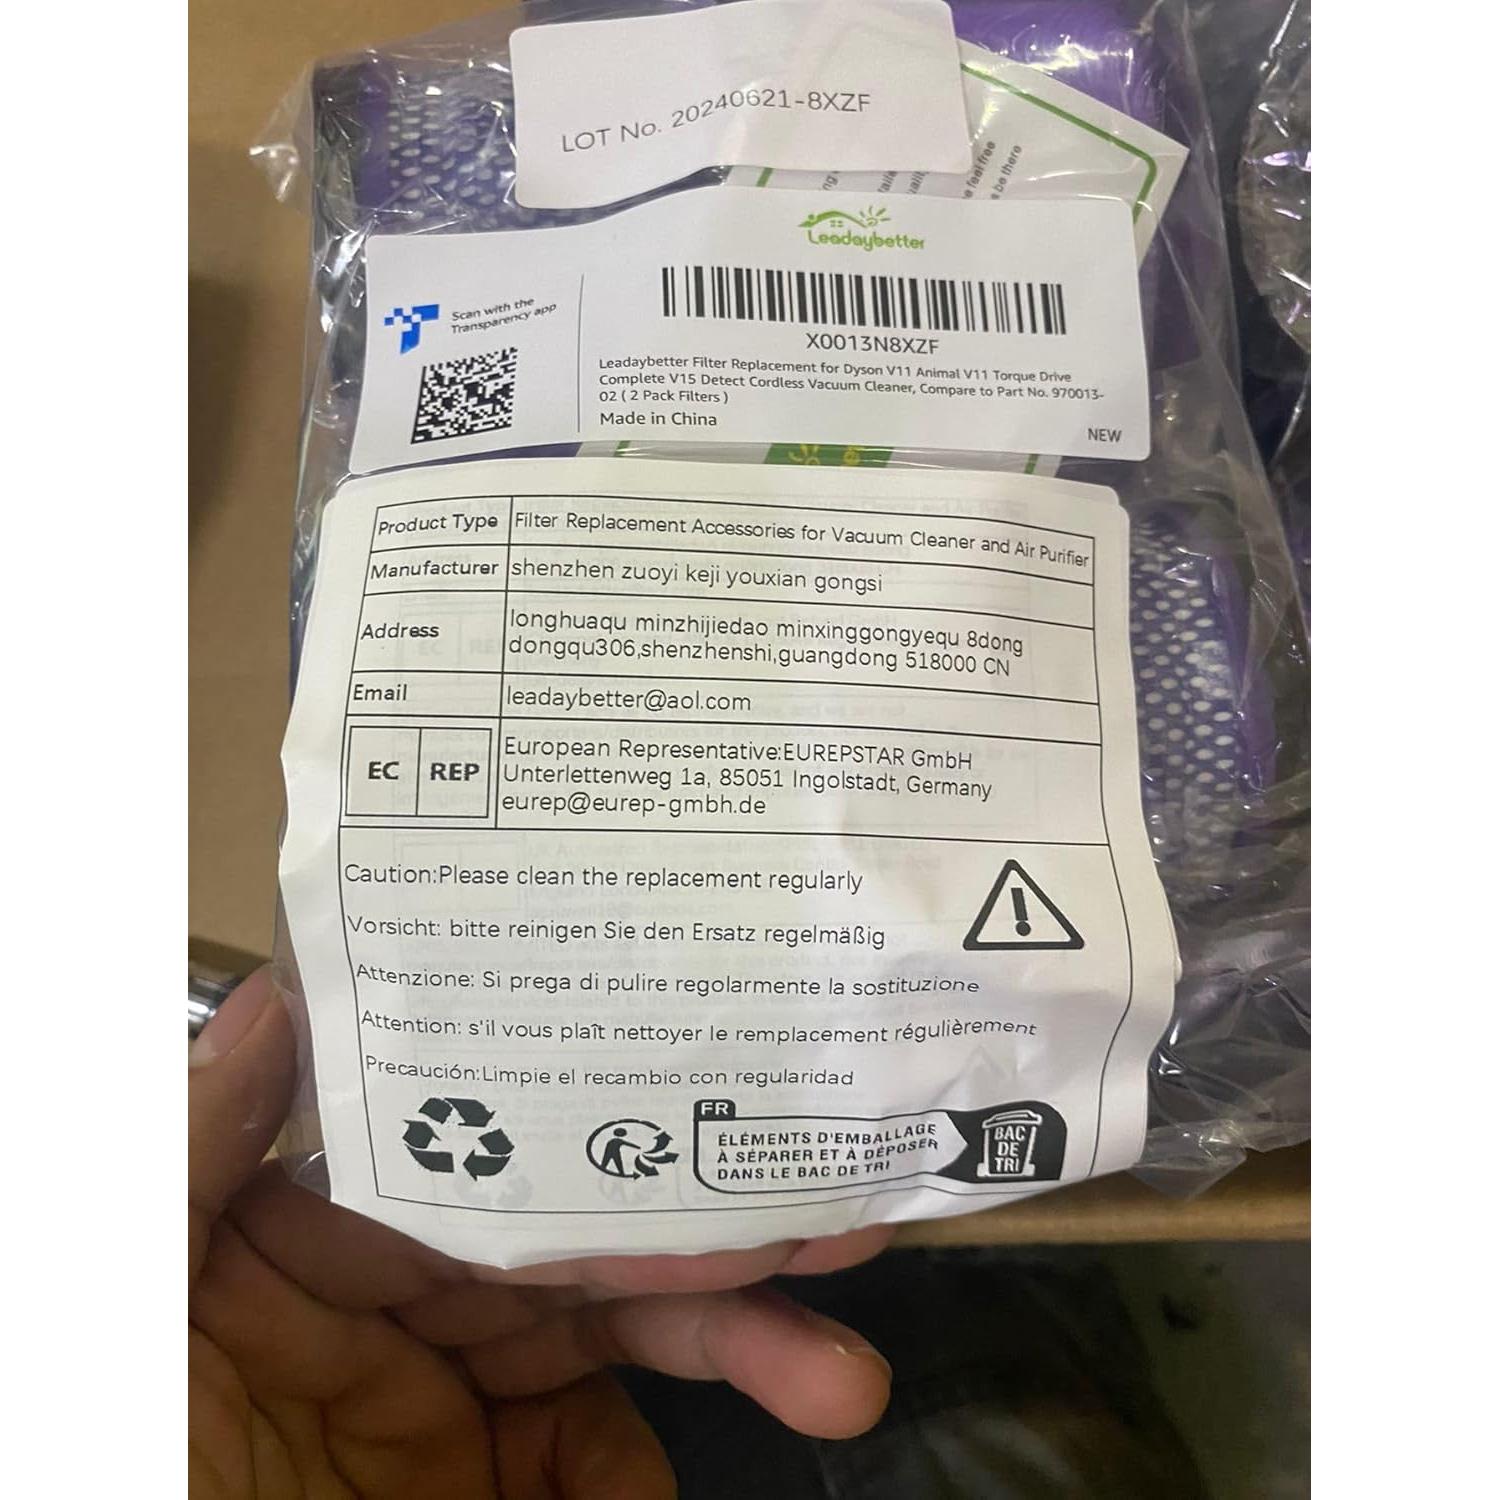 LOT No. 20240621-8XZF
feel free
be there
Leadaybetter
Scan with the
Transparency app
X0013N8XZF
Leadaybetter Filter Replacement for Dyson V11 Animal V11 Torque Drive
Complete V15 Detect Cordless Vacuum Cleaner, Compare to Part No. 970013-
02 ( 2 Pack Filters )
Made in China
NEW
Product Type Filter Replacement Accessories for Vacuum Cleaner and Air Purifier
Manufacturer shenzhen zuoyi keji youxian gongsi
Address
longhuaqu minzhijiedao minxinggongyequ 8dong
dongqu306,shenzhenshi,guangdong 518000 CN
Email leadaybetter@aol.com
EC REP
European Representative:EUREPSTAR GmbH
Unterlettenweg 1a, 85051 Ingolstadt, Germany
eurep@eurep-gmbh.de
Caution:Please clean the replacement regularly
Vorsicht: bitte reinigen Sie den Ersatz regelmäßig
Attenzione: Si prega di pulire regolarmente la sostituzione
Attention: s'il vous plaît nettoyer le remplacement régulièrement
Precaución:Limpie el recambio con regularidad
FR
ÉLÉMENTS D'EMBALLAGE
À SÉPARER ET À DÉPOSER
DANS LE BAC DE TRI
BAC
DE
TRI